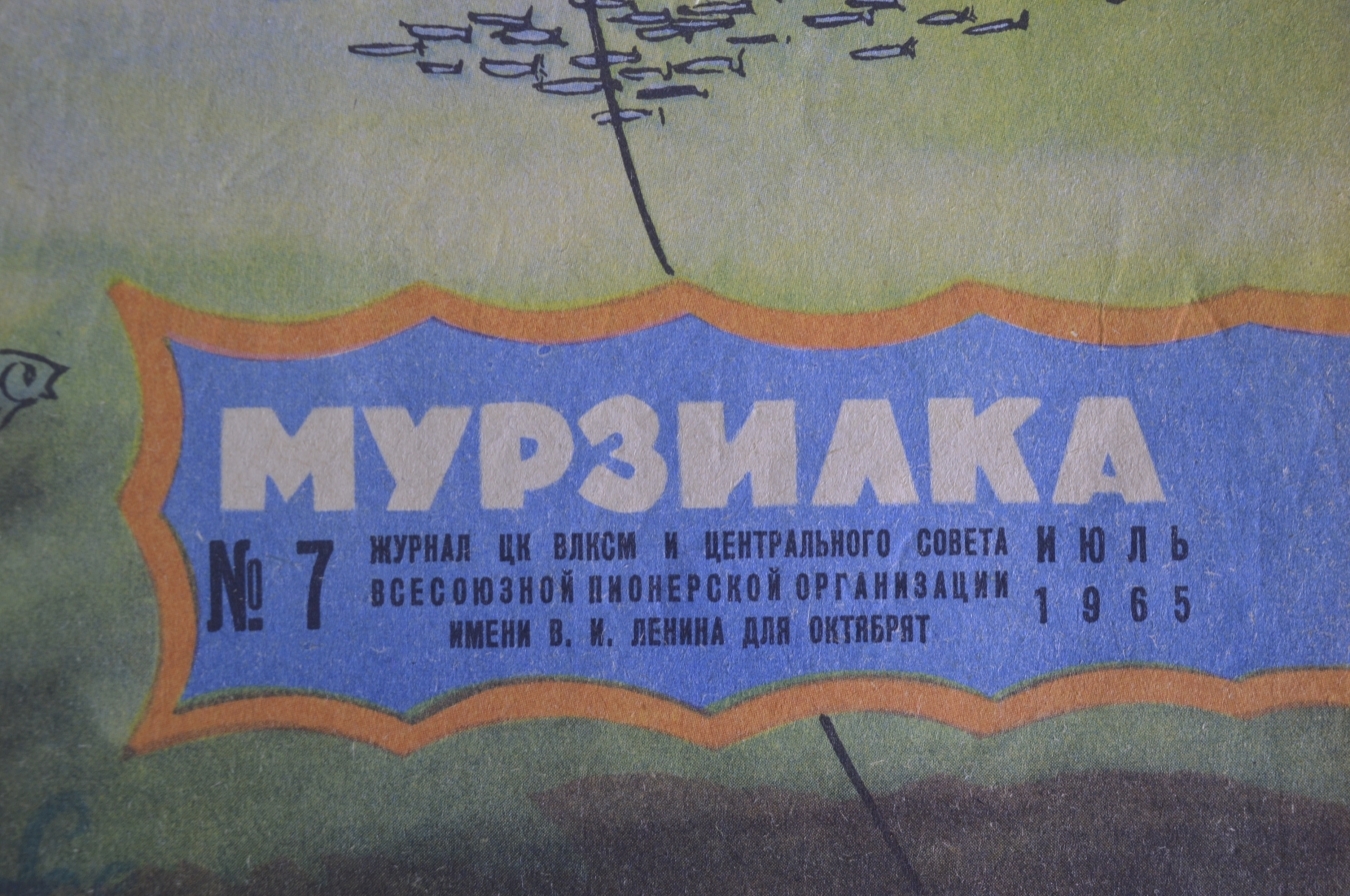 МУРЗИЛКА
№ 7
ЖУРНАЛ ЦК ВЛКСМ И ЦЕНТРАЛЬНОГО СОВЕТА
ВСЕСОЮЗНОЙ ПИОНЕРСКОЙ ОРГАНИЗАЦИИ
ИМЕНИ В. И. ЛЕНИНА ДЛЯ ОКТЯБРЯТ
ИЮЛЬ
1965